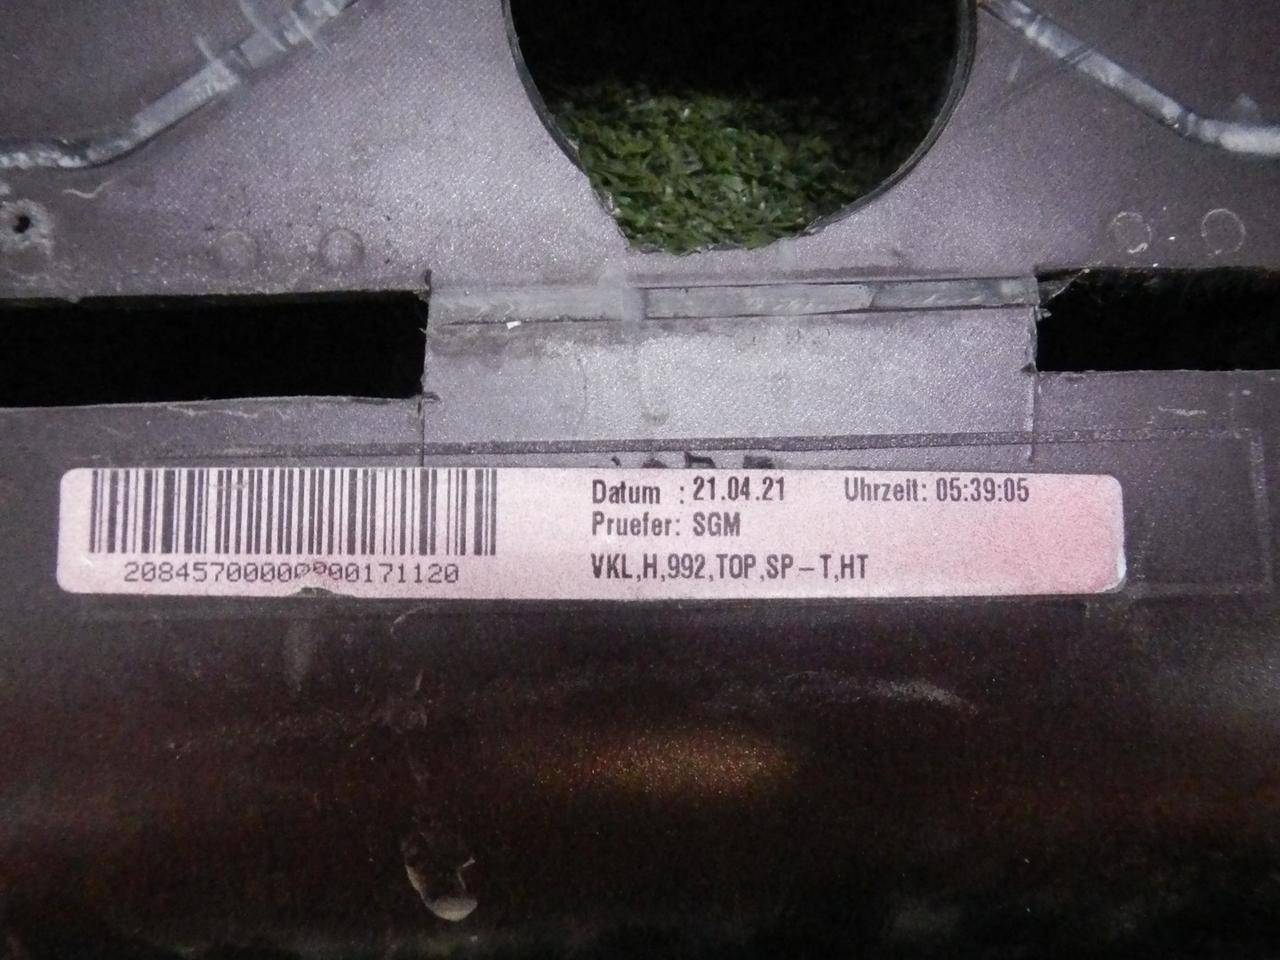 Datum : 21.04.21 Uhrzeit: 05:39:05
Pruefer: SGM
VKL,H,992,TOP,SP-T,HT